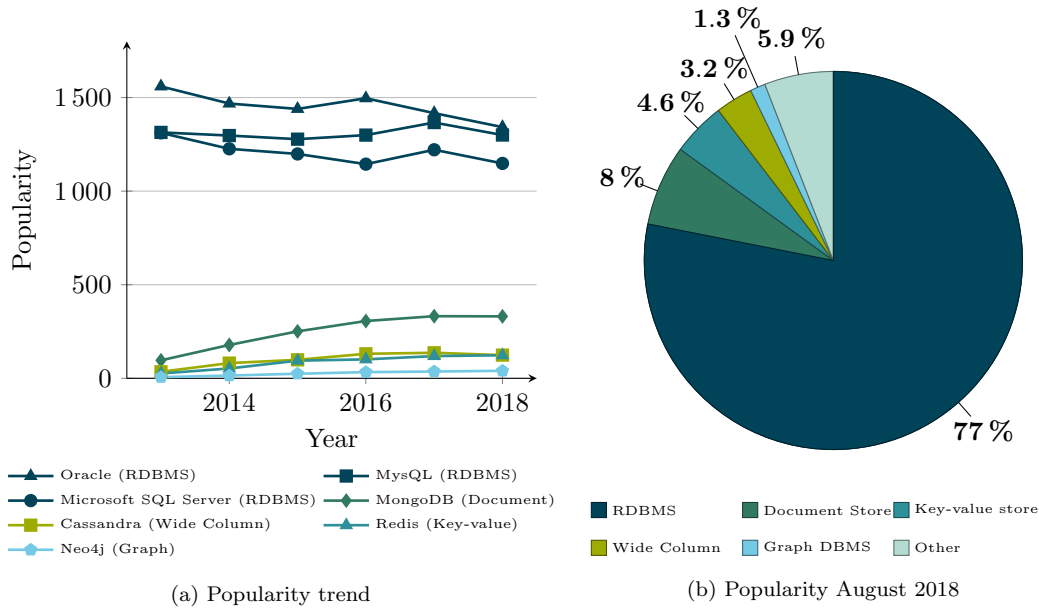 1 500
1 000
500
0
Popularity
2014 2016 2018
Year
Oracle (RDBMS)
MysQL (RDBMS)
Microsoft SQL Server (RDBMS)
MongoDB (Document)
Cassandra (Wide Column)
Redis (Key-value)
Neo4j (Graph)
(a) Popularity trend
1.3 %
5.9 %
3.2 %
4.6 %
8 %
77 %
RDBMS
Document Store
Key-value store
Wide Column
Graph DBMS
Other
(b) Popularity August 2018